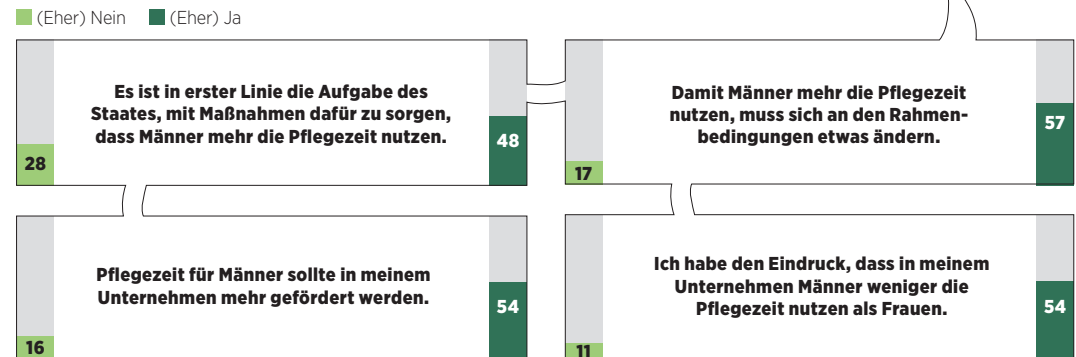 (Eher) Nein (Eher) Ja
Es ist in erster Linie die Aufgabe des
Staates, mit Maßnahmen dafür zu sorgen,
dass Männer mehr die Pflegezeit nutzen.
28
48
Damit Männer mehr die Pflegezeit
nutzen, muss sich an den Rahmen-
bedingungen etwas ändern.
17
57
Pflegezeit für Männer sollte in meinem
Unternehmen mehr gefördert werden.
16
54
Ich habe den Eindruck, dass in meinem
Unternehmen Männer weniger die
Pflegezeit nutzen als Frauen.
11
54